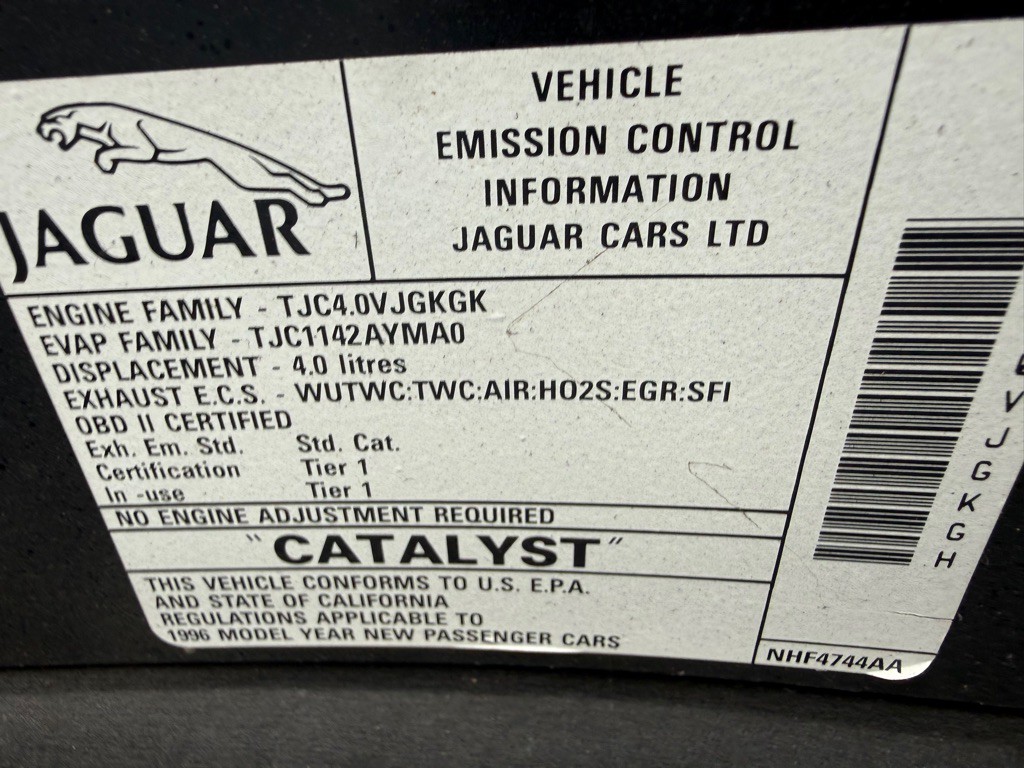 JAGUAR
VEHICLE
EMISSION CONTROL
INFORMATION
JAGUAR CARS LTD
ENGINE FAMILY - TJC4.0VJGKGK
EVAP FAMILY - TJC1142AYMA0
DISPLACEMENT - 4.0 litres
EXHAUST E.C.S. - WUTWC:TWC:AIR:HO2S:EGR:SFI
OBD II CERTIFIED
Exh. Em. Std. Std. Cat.
Certification Tier 1
In -use Tier 1
NO ENGINE ADJUSTMENT REQUIRED
"CATALYST"
THIS VEHICLE CONFORMS TO U.S. E.P.A.
AND STATE OF CALIFORNIA
REGULATIONS APPLICABLE TO
1996 MODEL YEAR NEW PASSENGER CARS
VJGKGH
NHF4744AA